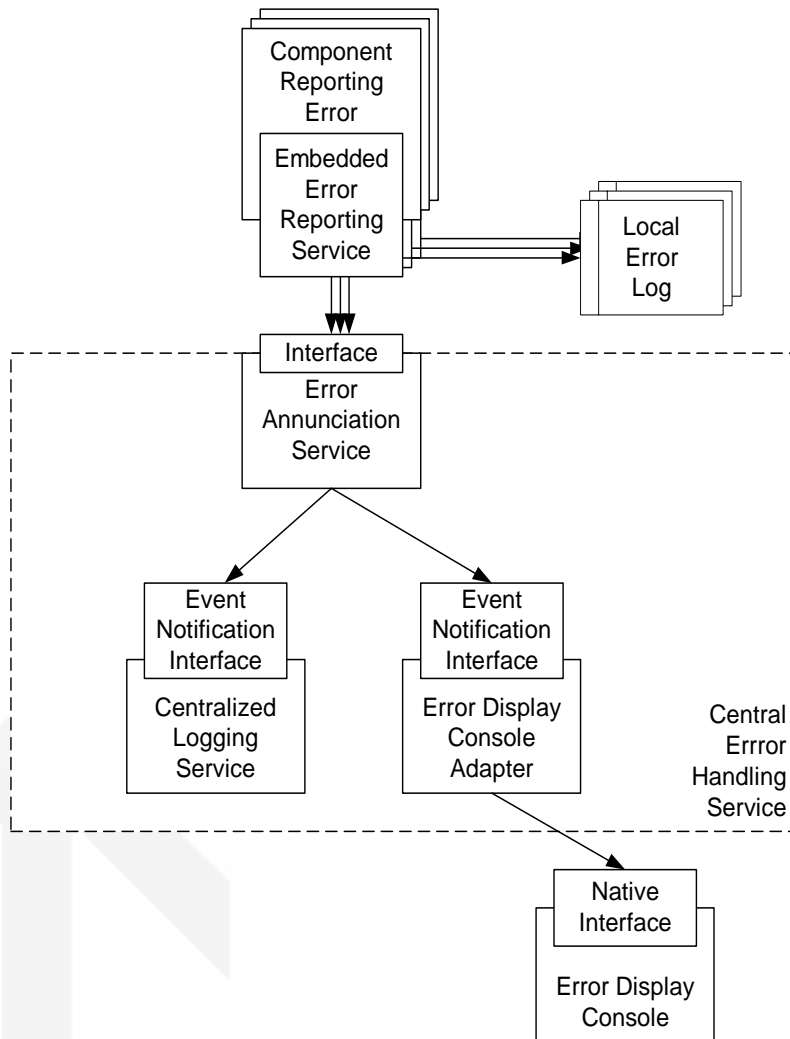 Component
Reporting
Error
Embedded
Error
Reporting
Service
Local
Error
Log
Interface
Error
Annunciation
Service
Event
Notification
Interface
Event
Notification
Interface
Centralized
Logging
Service
Error Display
Console
Adapter
Central
Errror
Handling
Service
Native
Interface
Error Display
Console